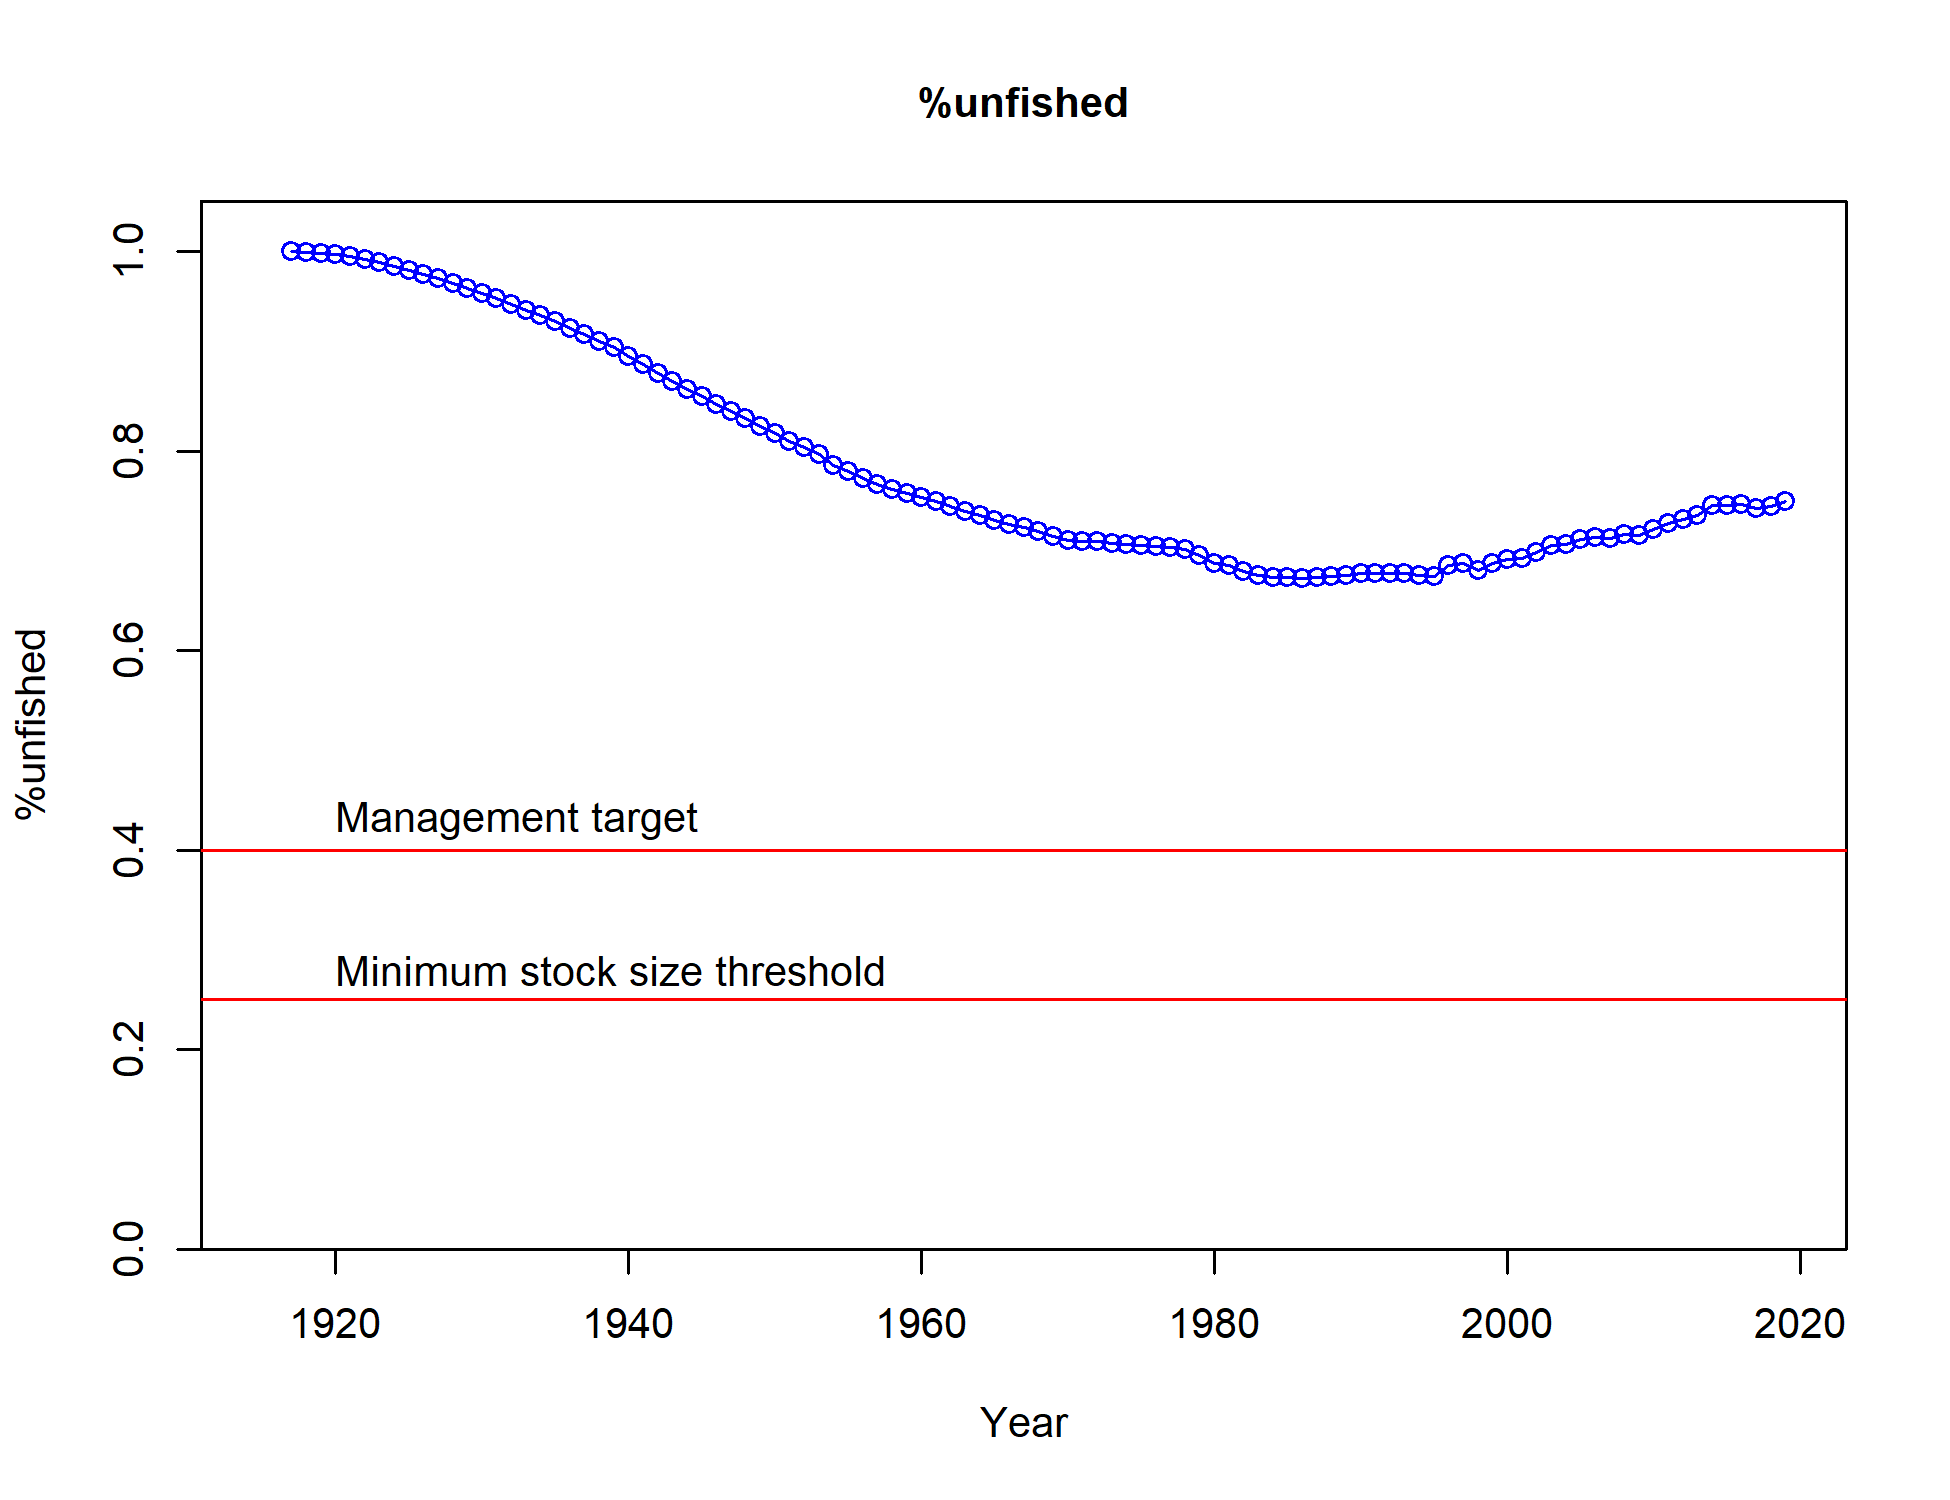 %unfished
1.0
0.8
0.6
0.4
0.2
0.0
%unfished
Management target
Minimum stock size threshold
1920 1940 1960 1980 2000 2020
Year